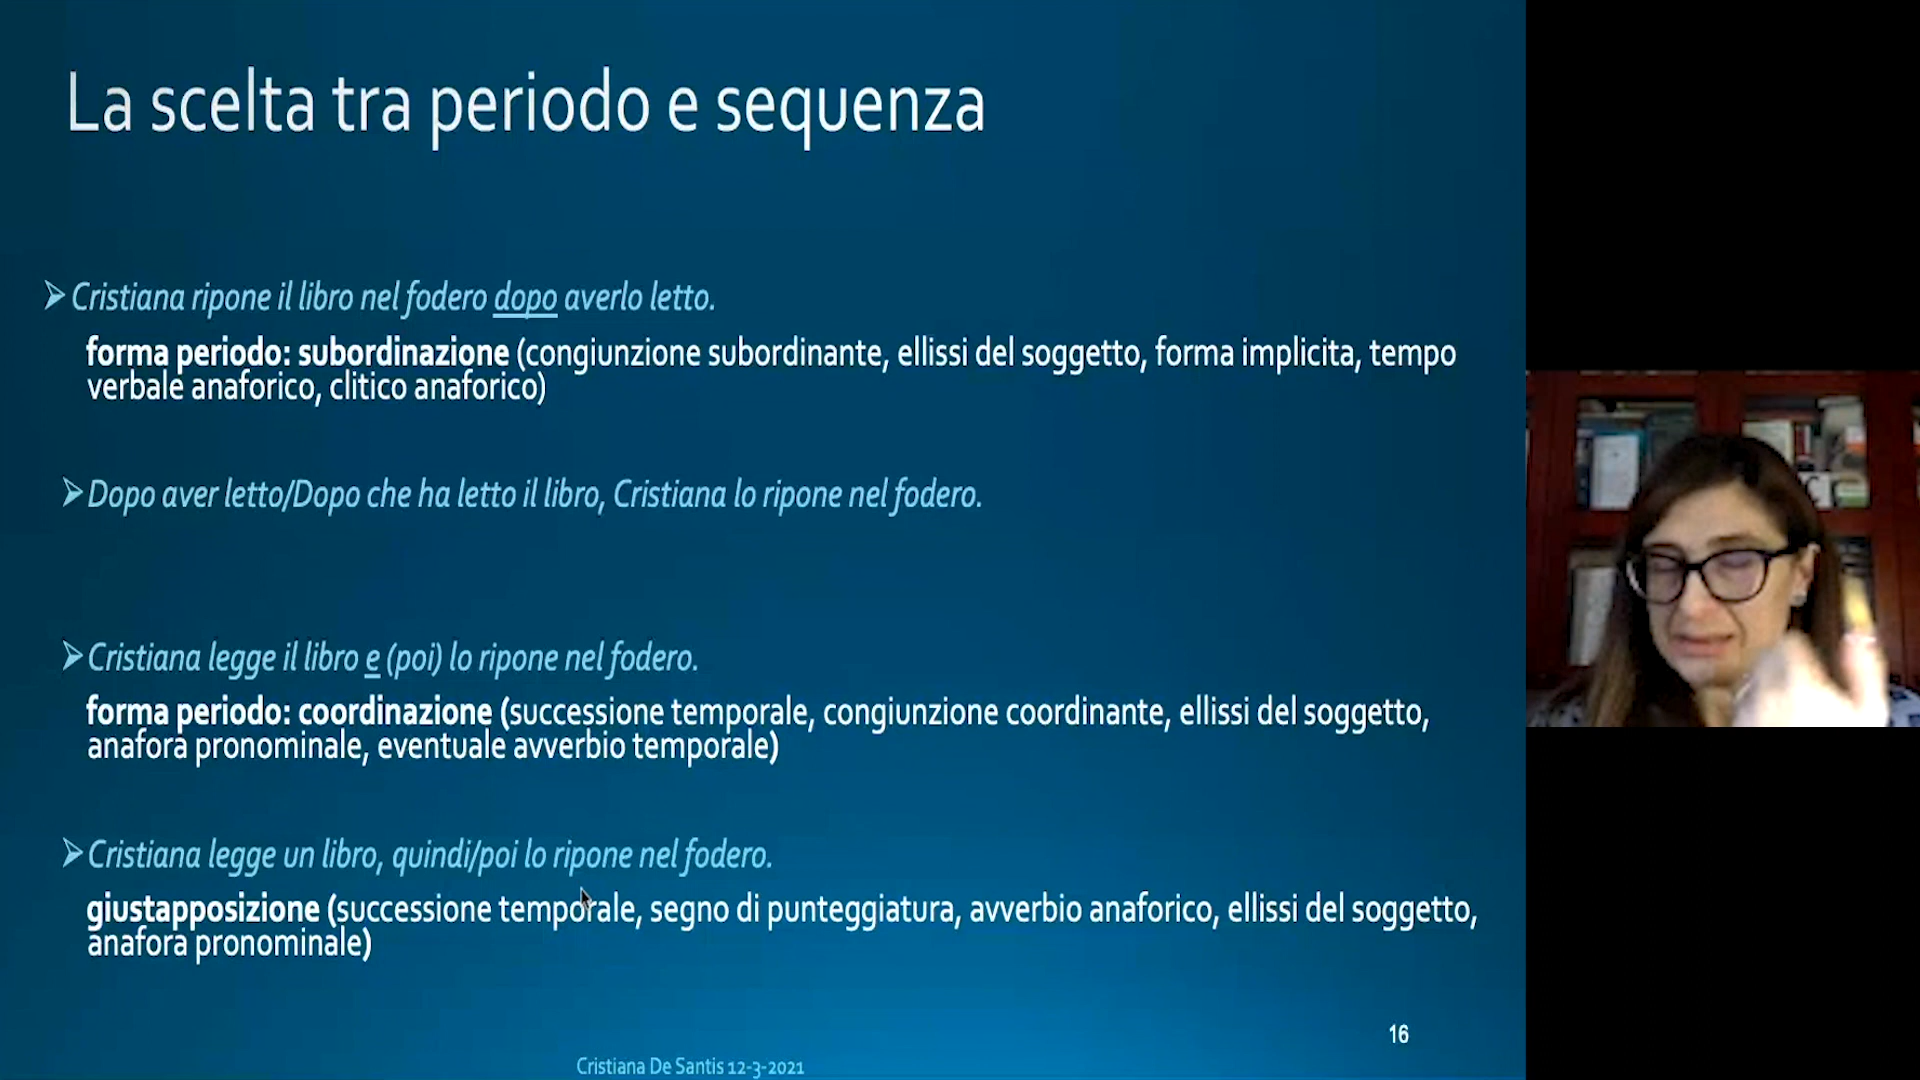 La scelta tra periodo e sequenza
Cristiana ripone il libro nel fodero dopo averlo letto.
forma periodo: subordinazione (congiunzione subordinante, ellissi del soggetto, forma implicita, tempo
verbale anaforico, clitico anaforico)
Dopo aver letto/Dopo che ha letto il libro, Cristiana lo ripone nel fodero.
Cristiana legge il libro e (poi) lo ripone nel fodero.
forma periodo: coordinazione (successione temporale, congiunzione coordinante, ellissi del soggetto,
anafora pronominale, eventuale avverbio temporale)
Cristiana legge un libro, quindi/poi lo ripone nel fodero.
giustapposizione (successione temporale, segno di punteggiatura, avverbio anaforico, ellissi del soggetto,
anafora pronominale)
16
Cristiana De Santis 12-3-2021